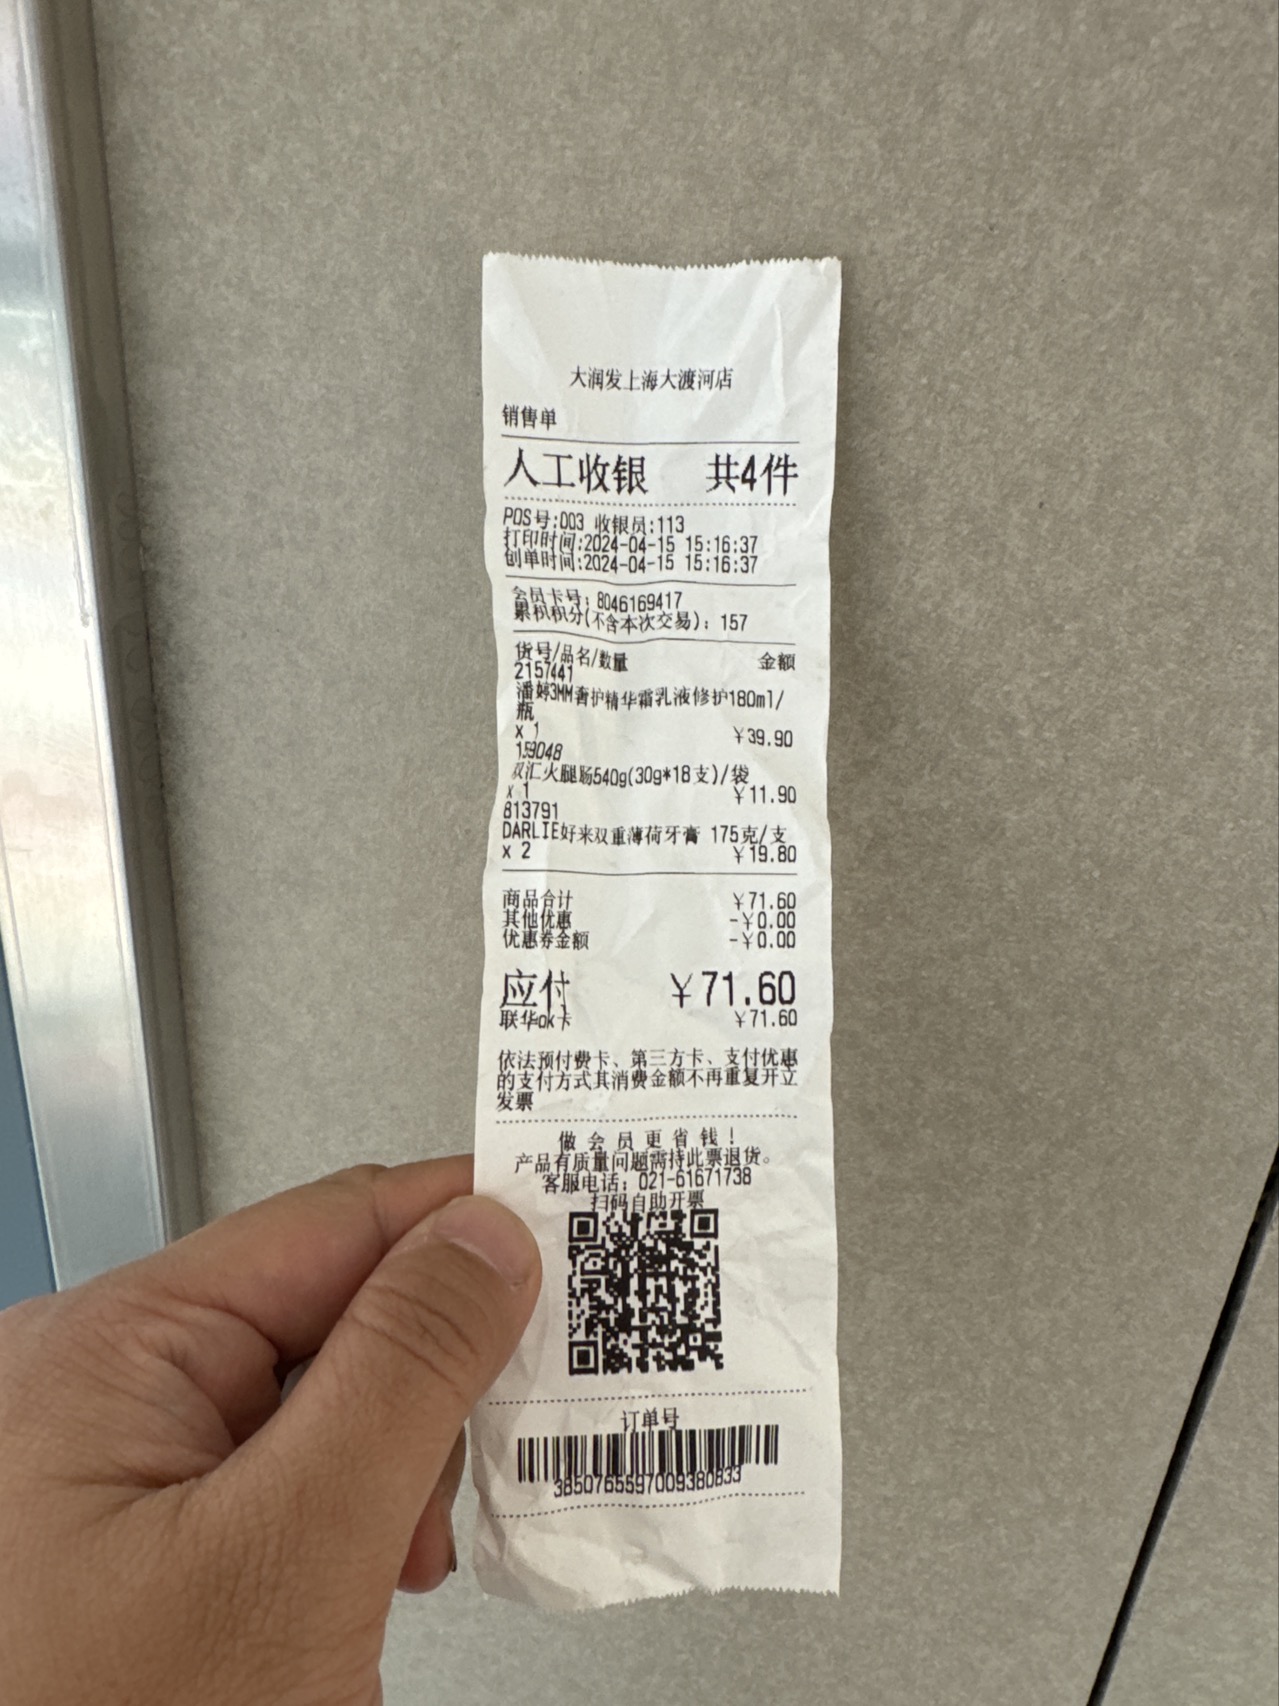 大润发上海大渡河店
销售单
人工收银 共4件
POS号:003 收银员:113
打印时间:2024-04-15 15:16:37
创单时间:2024-04-15 15:16:37
会员卡号: 8046169417
累积积分(不含本次交易): 157
货号/品名/数量 金额
2157441
潘婷3MM奢护精华霜乳液修护180ml/
瓶
x 1 ￥39.90
159048
双汇火腿肠540g(30g*18支)/袋
x 1 ￥11.90
813791
DARLIE好来双重薄荷牙膏 175克/支
x 2 ￥19.80
商品合计 ￥71.60
其他优惠 -￥0.00
优惠券金额 -￥0.00
应付 ￥71.60
联华ok卡 ￥71.60
依法预付费卡、第三方卡、支付优惠
的支付方式其消费金额不再重复开立
发票
做会员更省钱!
产品有质量问题需持此票退货。
客服电话: 021-61671738
扫码自助开票
订单号
3850765597009380833